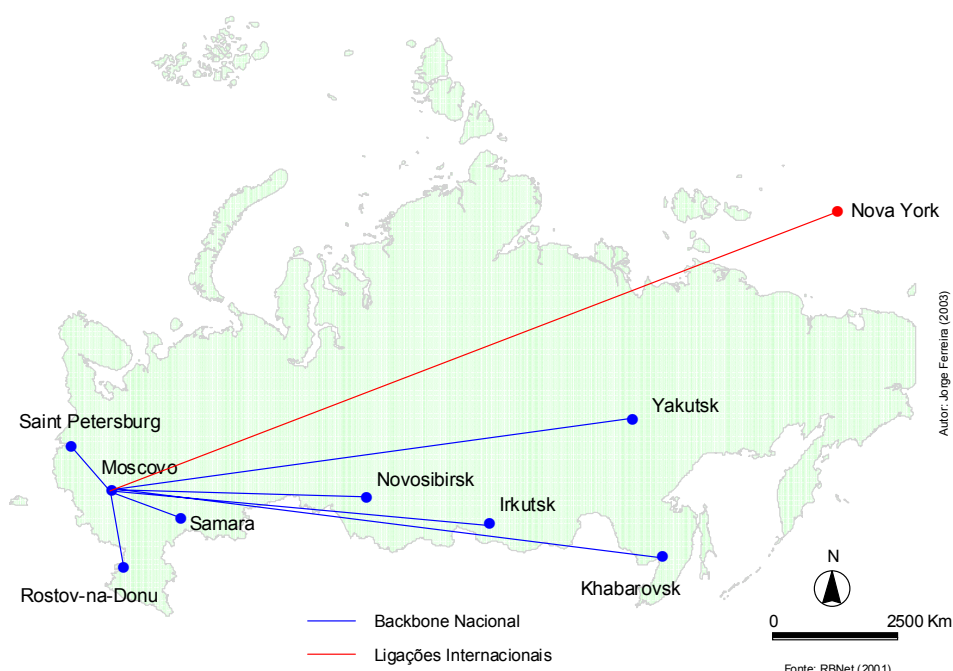 Nova York
Autor: Jorge Ferreira (2003)
Yakutsk
Saint Petersburg
Moscovo
Novosibirsk
Irkutsk
Samara
Khabarovsk
Rostov-na-Donu
N
0 2500 Km
Backbone Nacional
Ligações Internacionais
Fonte: RBNet (2001)